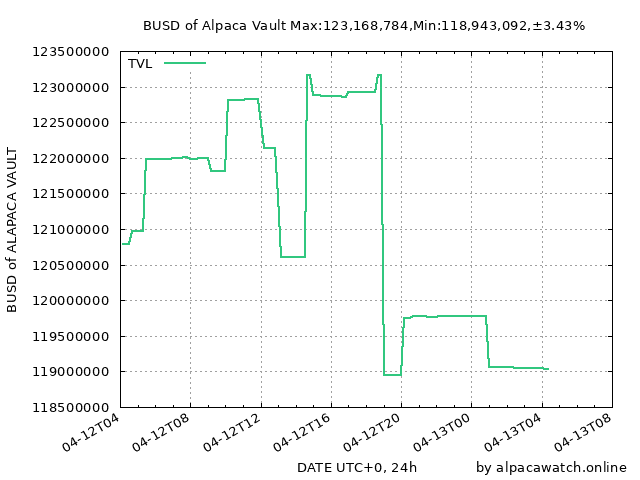 BUSD of Alpaca Vault Max:123,168,784,Min:118,943,092,±3.43%
TVL
123500000
123000000
122500000
122000000
121500000
121000000
120500000
120000000
119500000
119000000
118500000
BUSD of ALAPACA VAULT
04-12T04
04-12T08
04-12T12
04-12T16
04-12T20
04-13T00
04-13T04
04-13T08
DATE UTC+0, 24h
by alpacawatch.online